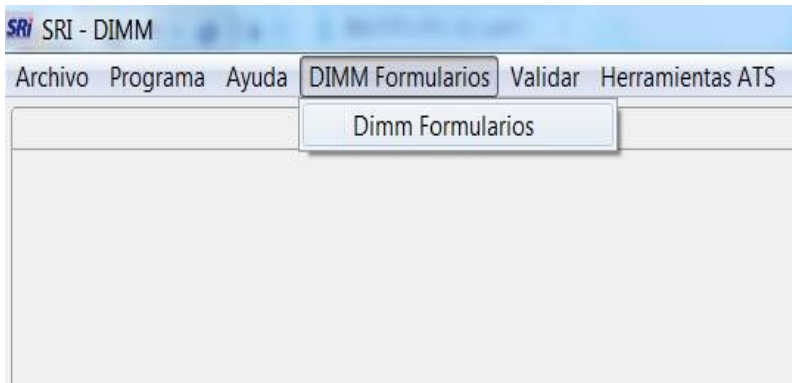 SRi SRI - DIMM
Archivo Programa Ayuda DIMM Formularios Validar Herramientas ATS
Dimm Formularios